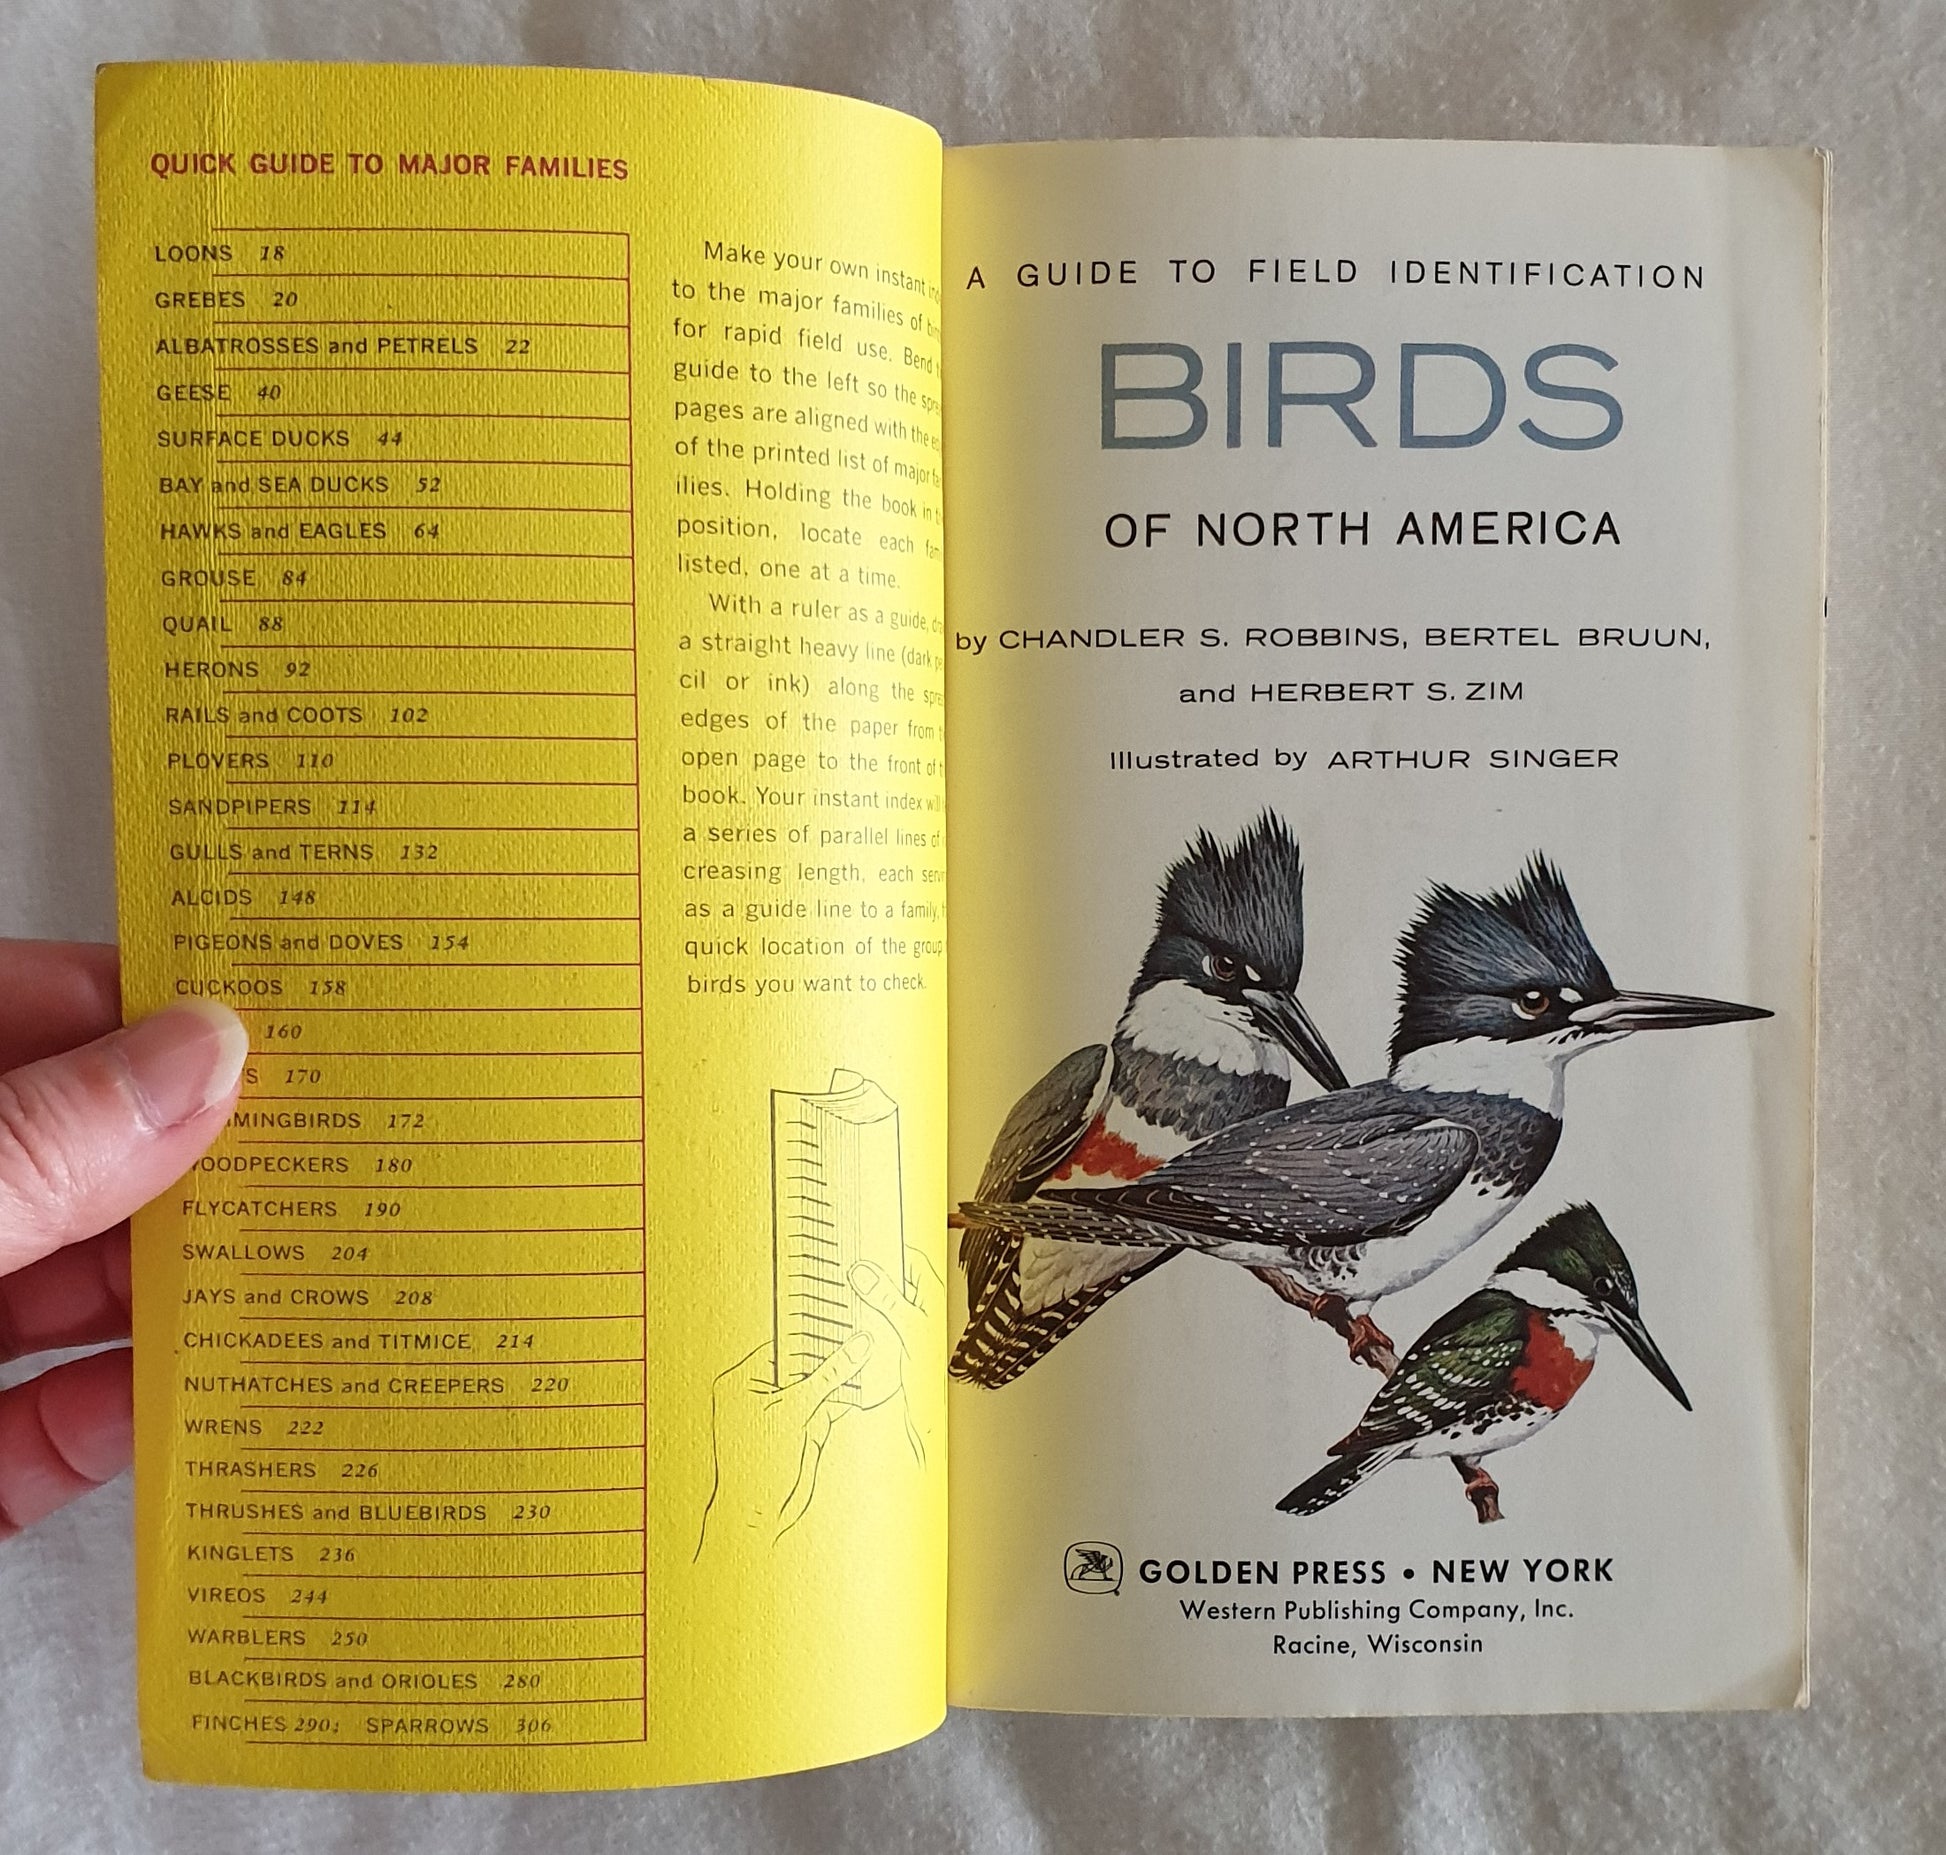 QUICK GUIDE TO MAJOR FAMILIES
LOONS 18
GREBES 20
ALBATROSSES and PETRELS 22
GEESE 40
SURFACE DUCKS 44
BAY and SEA DUCKS 52
HAWKS and EAGLES 64
GROUSE 84
QUAIL 88
HERONS 92
RAILS and COOTS 102
PLOVERS 110
SANDPIPERS 114
GULLS and TERNS 132
ALCIDS 148
PIGEONS and DOVES 154
CUCKOOS 158
160
170
172
WOODPECKERS 180
FLYCATCHERS 190
SWALLOWS 204
JAYS and CROWS 208
CHICKADEES and TITMICE 214
NUTHATCHES and CREEPERS 220
WRENS 222
THRASHERS 226
THRUSHES and BLUEBIRDS 230
KINGLETS 236
VIREOS 244
WARBLERS 250
BLACKBIRDS and ORIOLES 280
FINCHES 290; SPARROWS 306
Make your own instant
to the major families of
for rapid field use. Bend
guide to the left so the
pages are aligned with the
of the printed list of major
ilies. Holding the book in
position, locate each
listed, one at a time.
With a ruler as a guide,
a straight heavy line (dark
cil or ink) along the
edges of the paper from
open page to the front of
book. Your instant index
a series of parallel lines of
creasing length, each
as a guide line to a family,
quick location of the group
birds you want to check.
A GUIDE TO FIELD IDENTIFICATION
BIRDS
OF NORTH AMERICA
by CHANDLER S. ROBBINS, BERTEL BRUUN,
and HERBERT S. ZIM
Illustrated by ARTHUR SINGER
GOLDEN PRESS • NEW YORK
Western Publishing Company, Inc.
Racine, Wisconsin